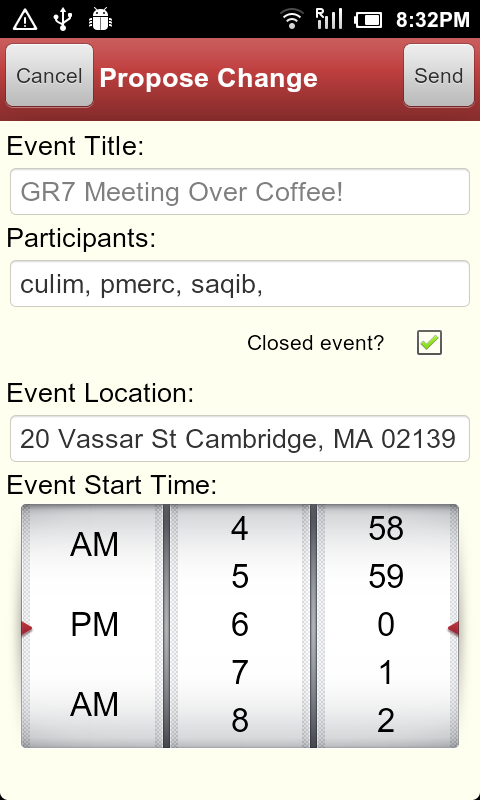 8:32PM
Cancel Propose Change Send
Event Title:
GR7 Meeting Over Coffee!
Participants:
culim, pmerc, saqib,
Closed event?
Event Location:
20 Vassar St Cambridge, MA 02139
Event Start Time:
4 58
AM
5 59
PM 6 0
7 1
AM
8 2